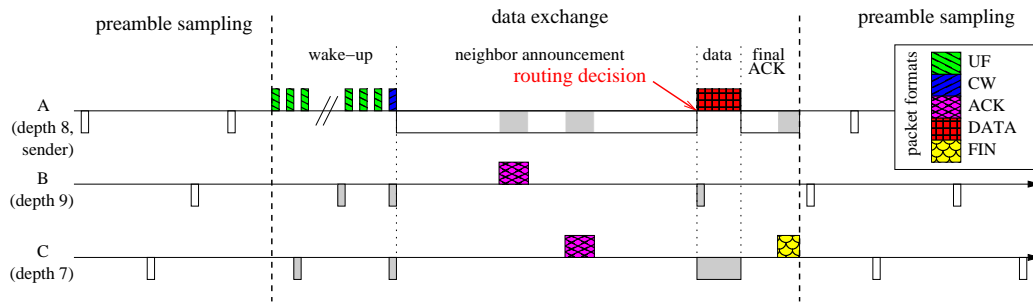 preamble sampling
data exchange
preamble sampling
wake−up
neighbor announcement
data
final
ACK
routing decision
A
(depth 8,
sender)
B
(depth 9)
C
(depth 7)
packet formats
UF
CW
ACK
DATA
FIN